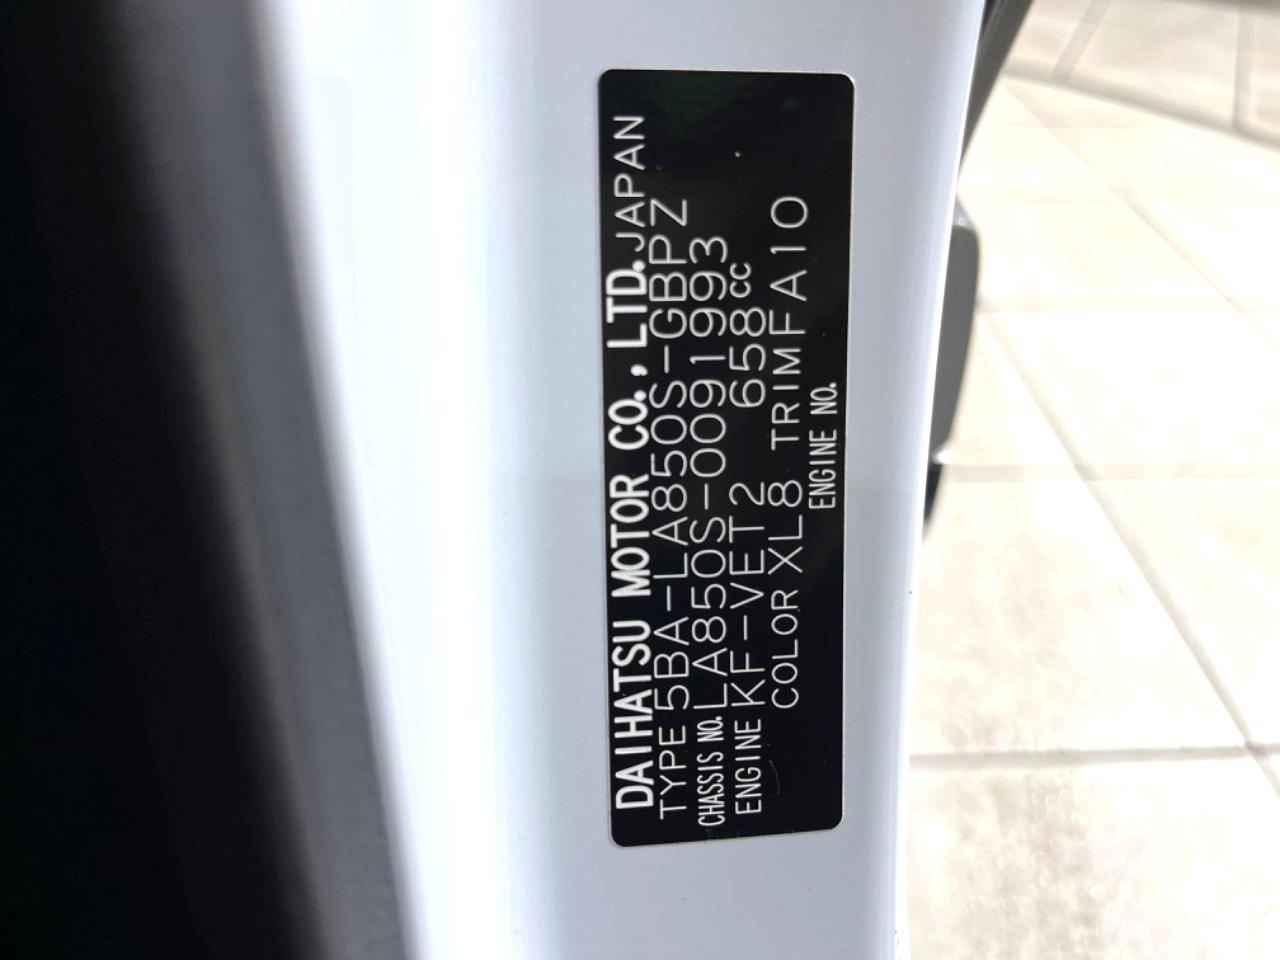 DAIHATSU MOTOR CO.,LTD.JAPAN
TYPE 5BA-LA850S-GBPZ
CHASSIS NO. LA850S-0091993
ENGINE KF-VET2 658cc
COLOR XL8 TRIM FA10
ENGINE NO.